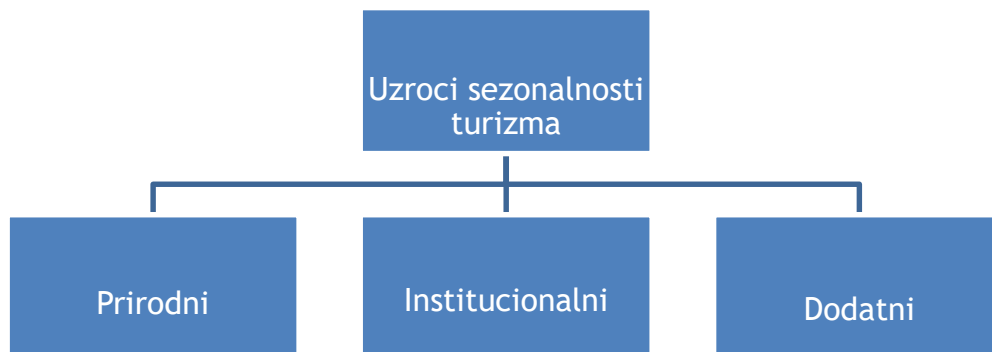 Uzroci sezonalnosti
turizma
Prirodni
Institucionalni
Dodatni